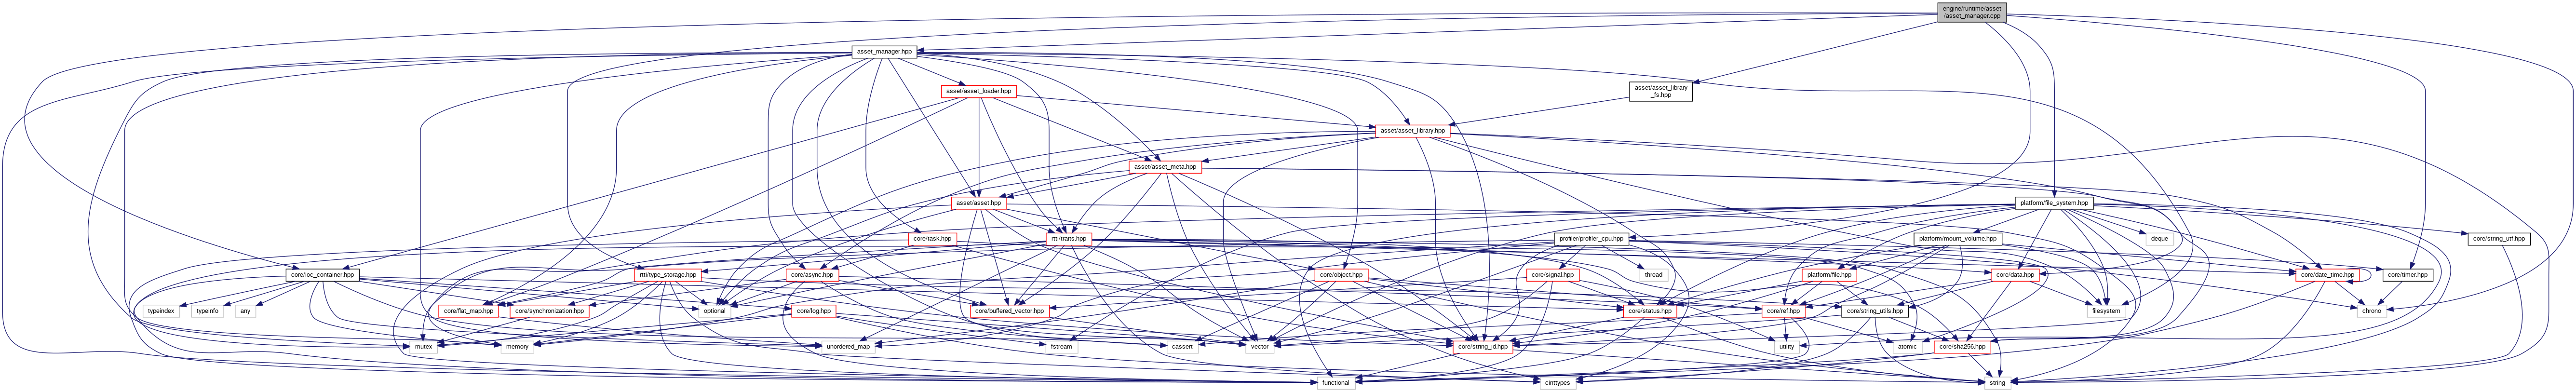 engine/runtime/asset
/asset_manager.cpp
asset_manager.hpp
asset/asset_loader.hpp
asset/asset_library
_fs.hpp
asset/asset_library.hpp
asset/asset_meta.hpp
asset/asset.hpp
platform/file_system.hpp
core/task.hpp
rtti/traits.hpp
profiler/profiler_cpu.hpp
platform/mount_volume.hpp
deque
core/string_utf.hpp
core/ioc_container.hpp
rtti/type_storage.hpp
core/async.hpp
core/object.hpp
core/signal.hpp
thread
platform/file.hpp
core/data.hpp
core/date_time.hpp
core/timer.hpp
typeindex
typeinfo
any
core/flat_map.hpp
core/synchronization.hpp
optional
core/log.hpp
core/buffered_vector.hpp
core/status.hpp
core/ref.hpp
core/string_utils.hpp
filesystem
chrono
mutex
memory
unordered_map
fstream
cassert
vector
core/string_id.hpp
utility
atomic
core/sha256.hpp
functional
cinttypes
string